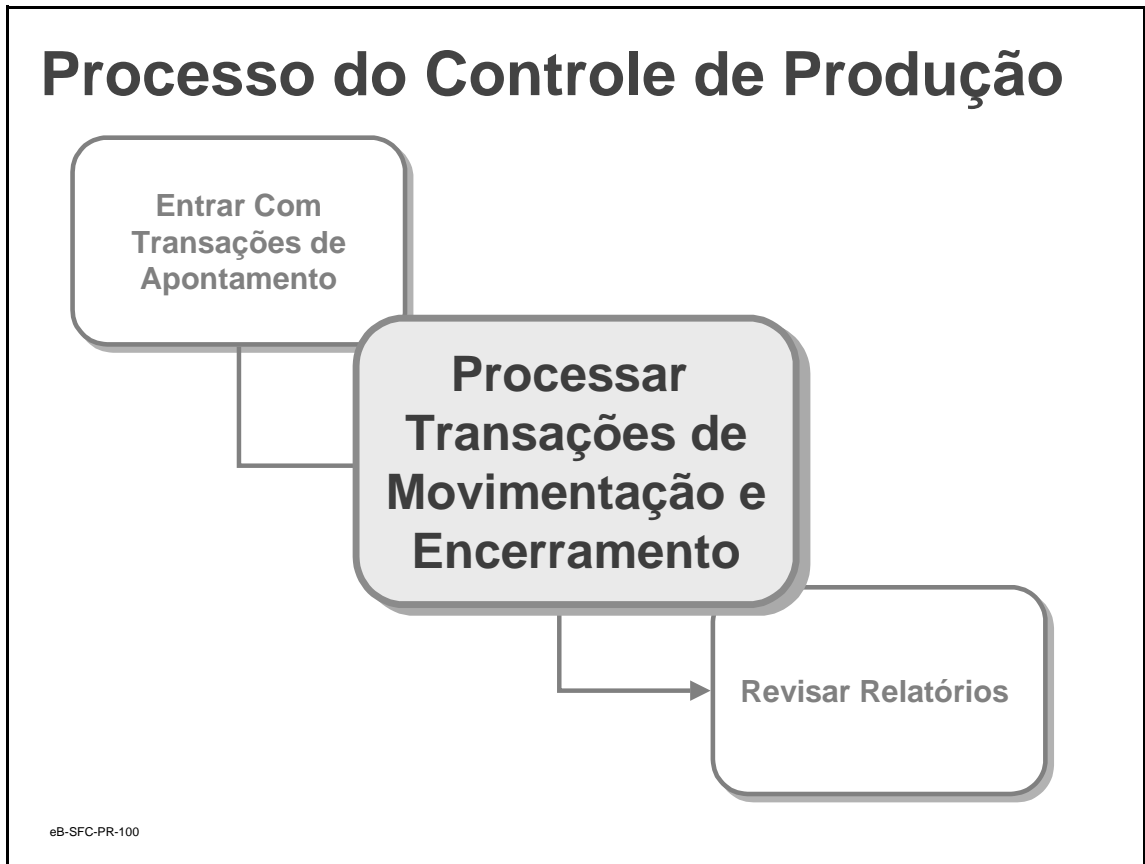 Processo do Controle de Produção
Entrar Com
Transações de
Apontamento
Processar
Transações de
Movimentação e
Encerramento
Revisar Relatórios
eB-SFC-PR-100